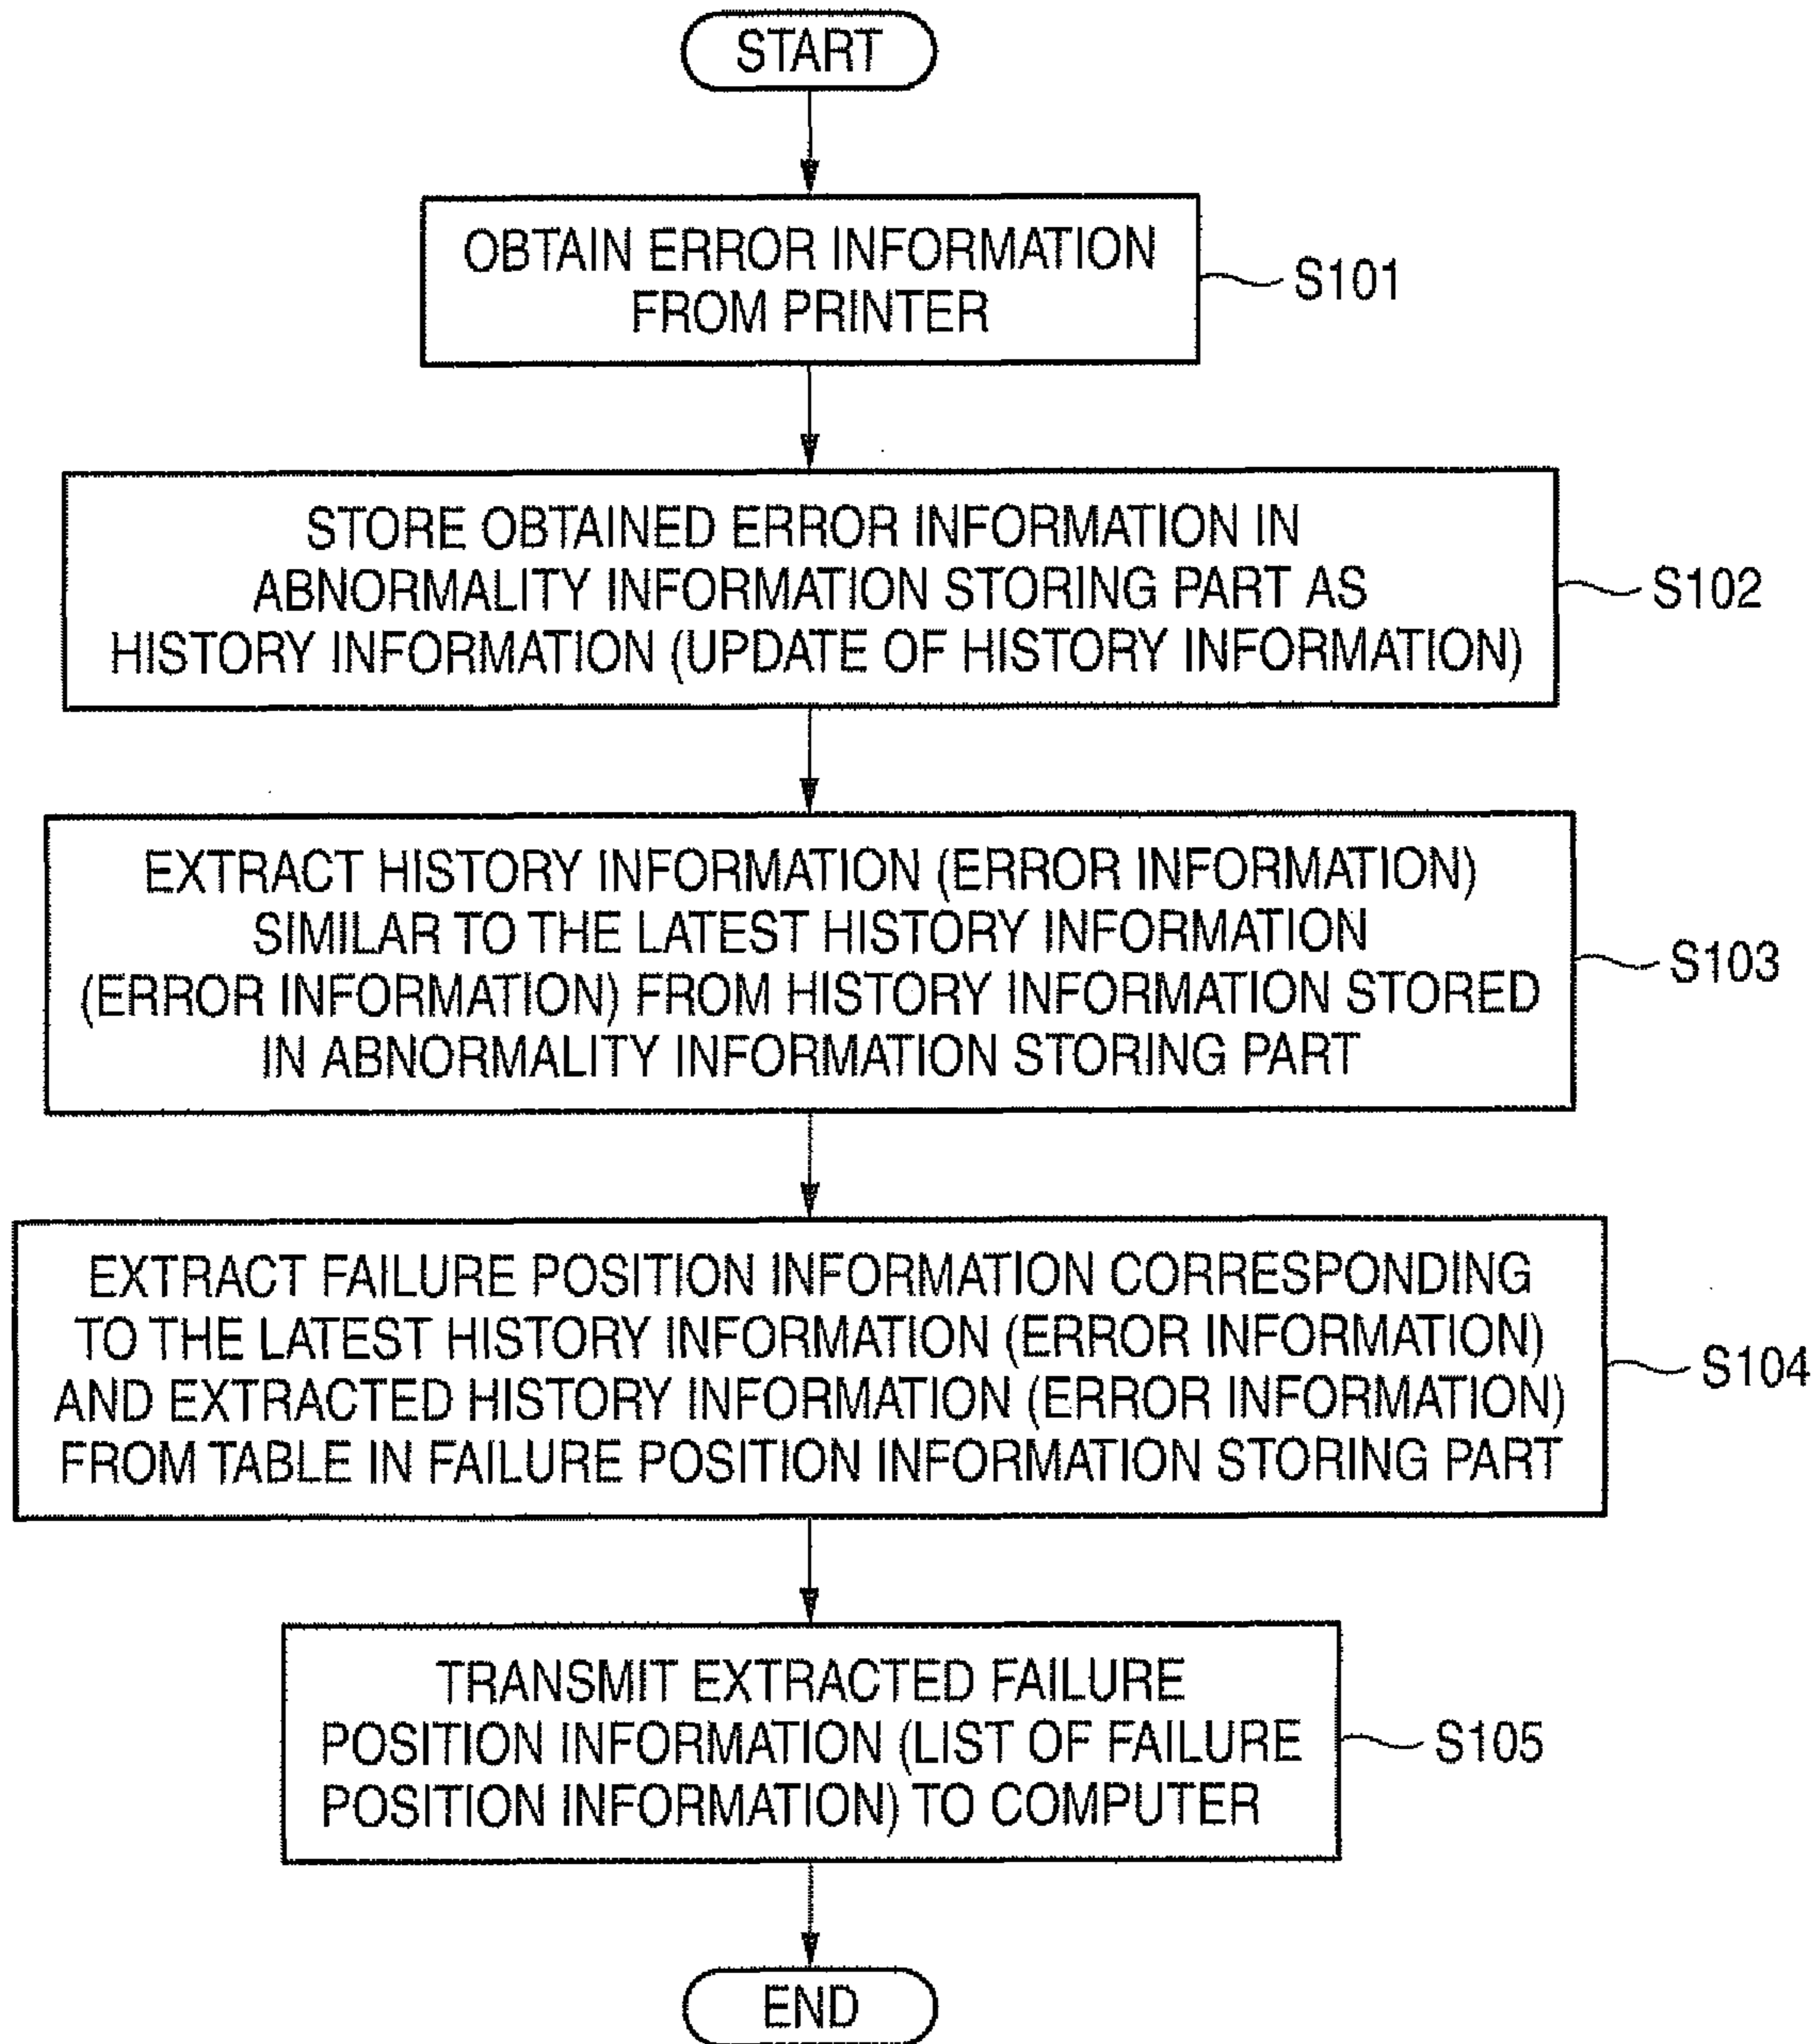 START
OBTAIN ERROR INFORMATION
FROM PRINTER
S101
STORE OBTAINED ERROR INFORMATION IN
ABNORMALITY INFORMATION STORING PART AS
HISTORY INFORMATION (UPDATE OF HISTORY INFORMATION)
S102
EXTRACT HISTORY INFORMATION (ERROR INFORMATION)
SIMILAR TO THE LATEST HISTORY INFORMATION
(ERROR INFORMATION) FROM HISTORY INFORMATION STORED
IN ABNORMALITY INFORMATION STORING PART
S103
EXTRACT FAILURE POSITION INFORMATION CORRESPONDING
TO THE LATEST HISTORY INFORMATION (ERROR INFORMATION)
AND EXTRACTED HISTORY INFORMATION (ERROR INFORMATION)
FROM TABLE IN FAILURE POSITION INFORMATION STORING PART
S104
TRANSMIT EXTRACTED FAILURE
POSITION INFORMATION (LIST OF FAILURE
POSITION INFORMATION) TO COMPUTER
S105
END